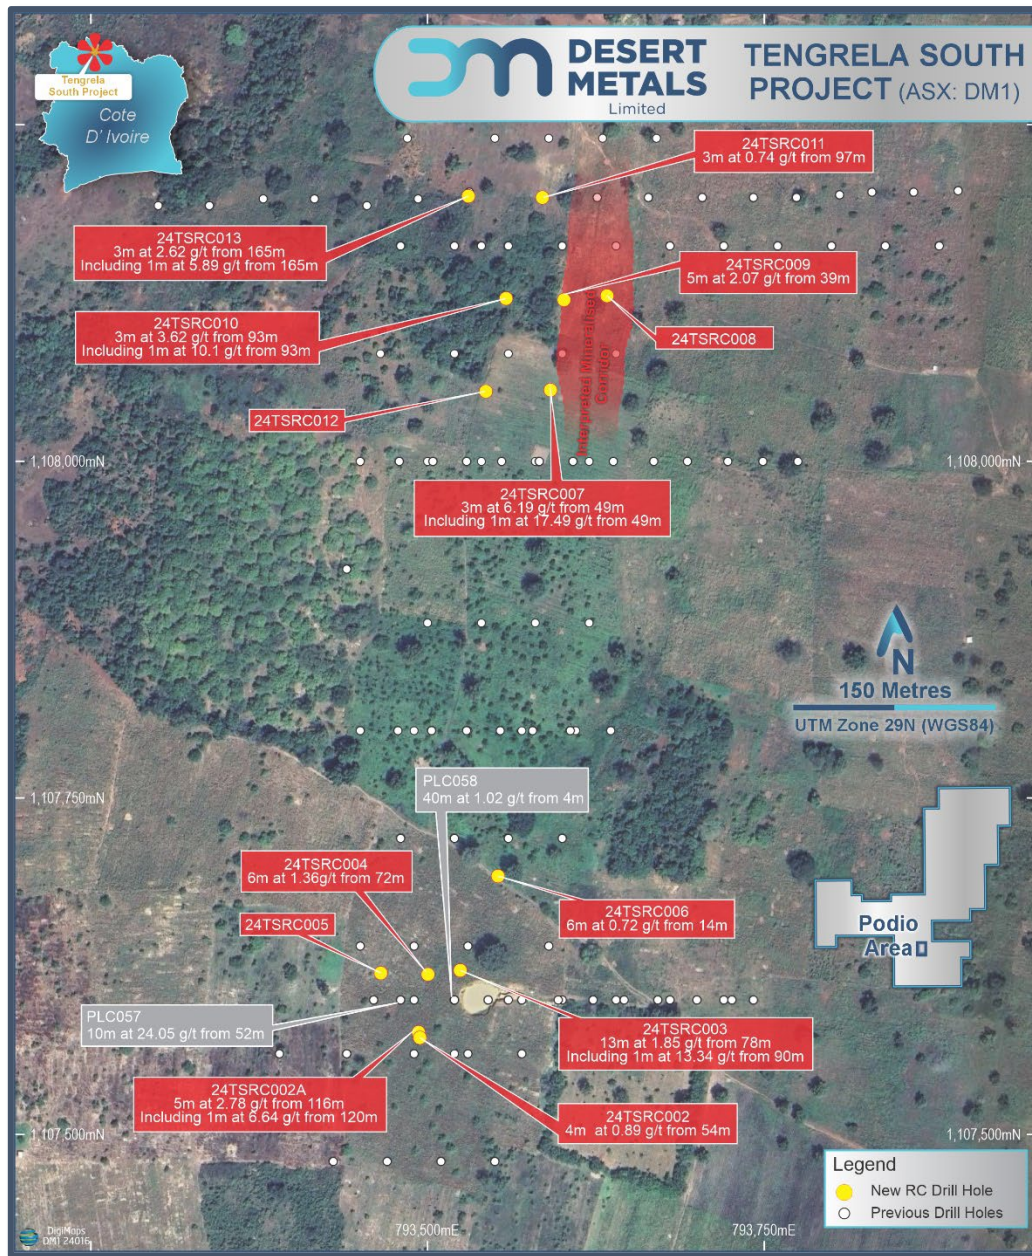 Tengrela
South Project
Cote
D' Ivoire
DM
DESERT
METALS
Limited
TENGRELA SOUTH
PROJECT (ASX: DM1)
24TSRC011
3m at 0.74 g/t from 97m
24TSRC013
3m at 2.62 g/t from 165m
Including 1m at 5.89 g/t from 165m
24TSRC009
5m at 2.07 g/t from 39m
24TSRC010
3m at 3.62 g/t from 93m
Including 1m at 10.1 g/t from 93m
24TSRC008
Interpreted Mineralised
Corridor
24TSRC012
1,108,000mN
1,108,000mN
24TSRC007
3m at 6.19 g/t from 49m
Including 1m at 17.49 g/t from 49m
N
150 Metres
UTM Zone 29N (WGS84)
PLC058
40m at 1.02 g/t from 4m
1,107,750mN
24TSRC004
6m at 1.36g/t from 72m
24TSRC005
24TSRC006
6m at 0.72 g/t from 14m
Podio
Area
PLC057
10m at 24.05 g/t from 52m
24TSRC003
13m at 1.85 g/t from 78m
Including 1m at 13.34 g/t from 90m
24TSRC002A
5m at 2.78 g/t from 116m
Including 1m at 6.64 g/t from 120m
24TSRC002
4m at 0.89 g/t from 54m
1,107,500mN
1,107,500mN
Legend
New RC Drill Hole
Previous Drill Holes
DigiMaps
DM1 24016
793,500mE
793,750mE